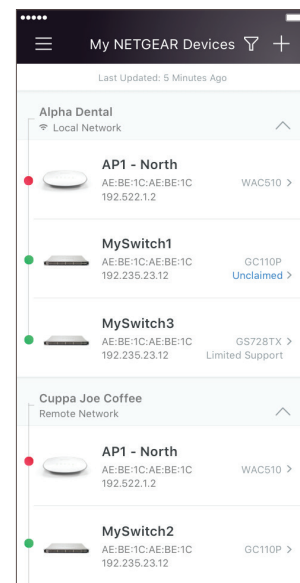 My NETGEAR Devices
Last Updated: 5 Minutes Ago
Alpha Dental
Local Network
AP1 - North
AE:BE:1C:AE:BE:1C WAC510 >
192.522.1.2
MySwitch1
AE:BE:1C:AE:BE:1C GC110P
192.235.23.12 Unclaimed >
MySwitch3
AE:BE:1C:AE:BE:1C GS728TX >
192.235.23.12 Limited Support
Cuppa Joe Coffee
Remote Network
AP1 - North
AE:BE:1C:AE:BE:1C WAC510 >
192.522.1.2
MySwitch2
AE:BE:1C:AE:BE:1C GC110P >
192.235.23.12